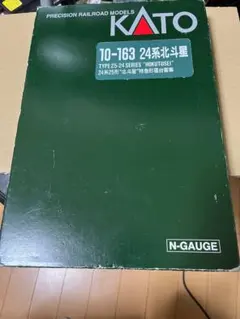 PRECISION RAILROAD MODELS
KATO
10-163 24系北斗星
TYPE 25-24 SERIES "HOKUTOSEI"
24系25形"北斗星"特急形寝台客車
N-GAUGE